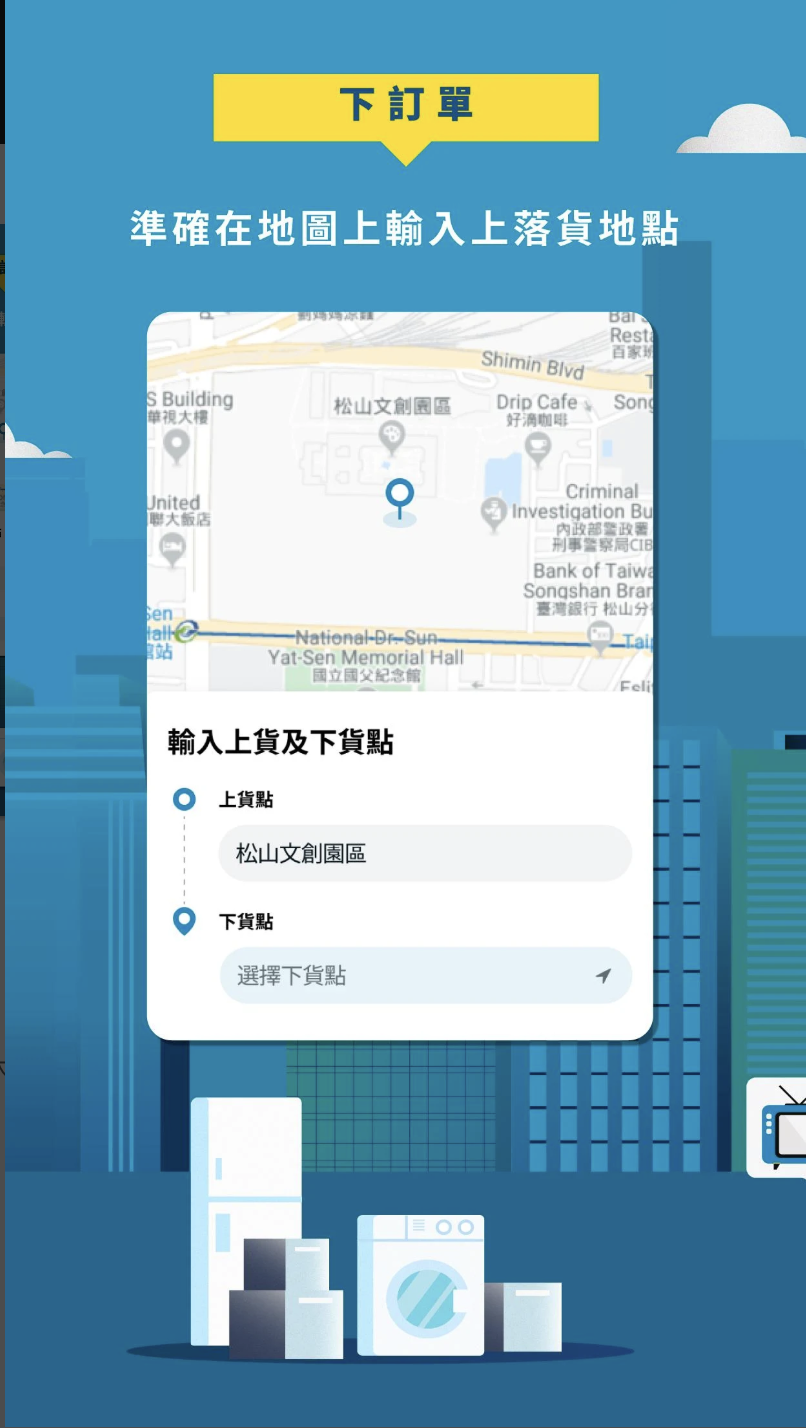 下訂單
準確在地圖上輸入上落貨地點
Shimin Blvd
百家班
S Building
華視大樓
松山文創園區
Drip Cafe
好滴咖啡
Song
United
聯大飯店
Criminal
Investigation Bu
內政部警政署
刑事警察局CIB
Bank of Taiwa
Songshan Bran
臺灣銀行 松山分
Sen
Hall
館站
National Dr. Sun
Yat-Sen Memorial Hall
國立國父紀念館
Taip
Esli
輸入上貨及下貨點
上貨點
松山文創園區
下貨點
選擇下貨點